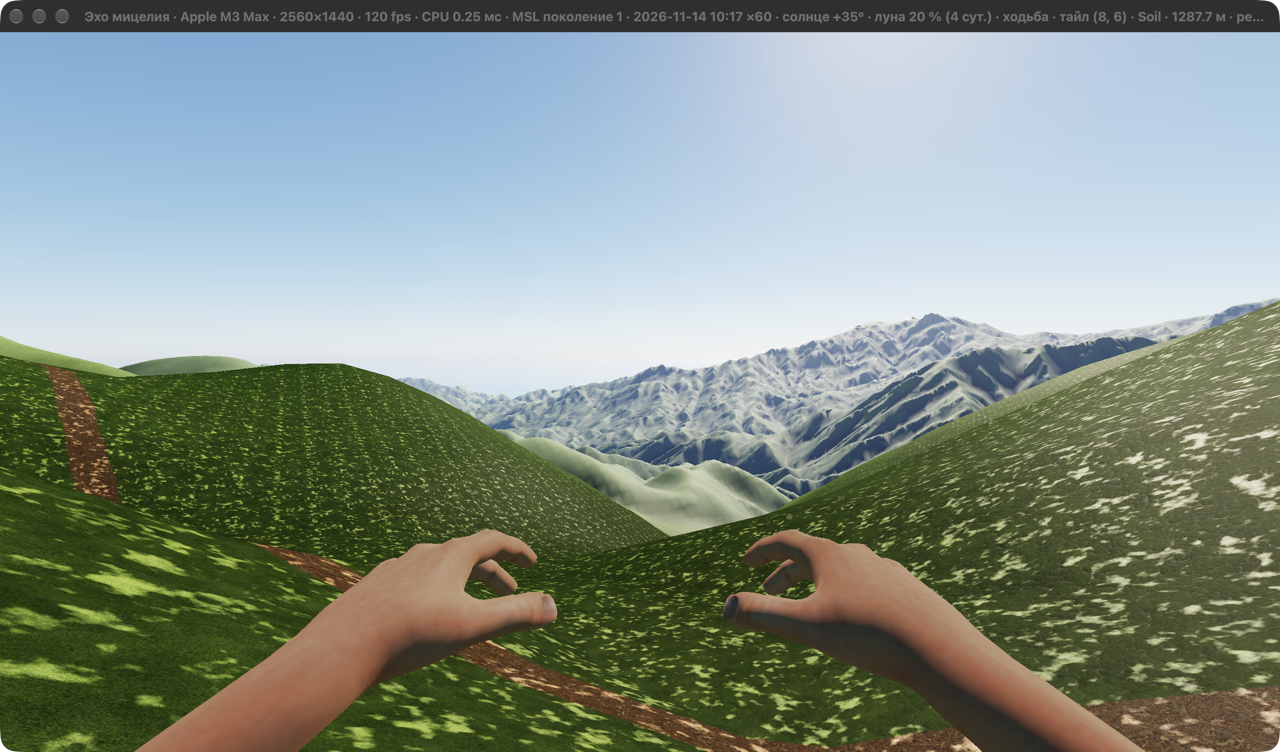 Эхо мицелия · Apple M3 Max · 2560×1440 · 120 fps · CPU 0.25 мс · MSL поколение 1 · 2026-11-14 10:17 ×60 · солнце +35° · луна 20 % (4 сут.) · ходьба · тайл (8, 6) · Soil · 1287.7 м · ре...